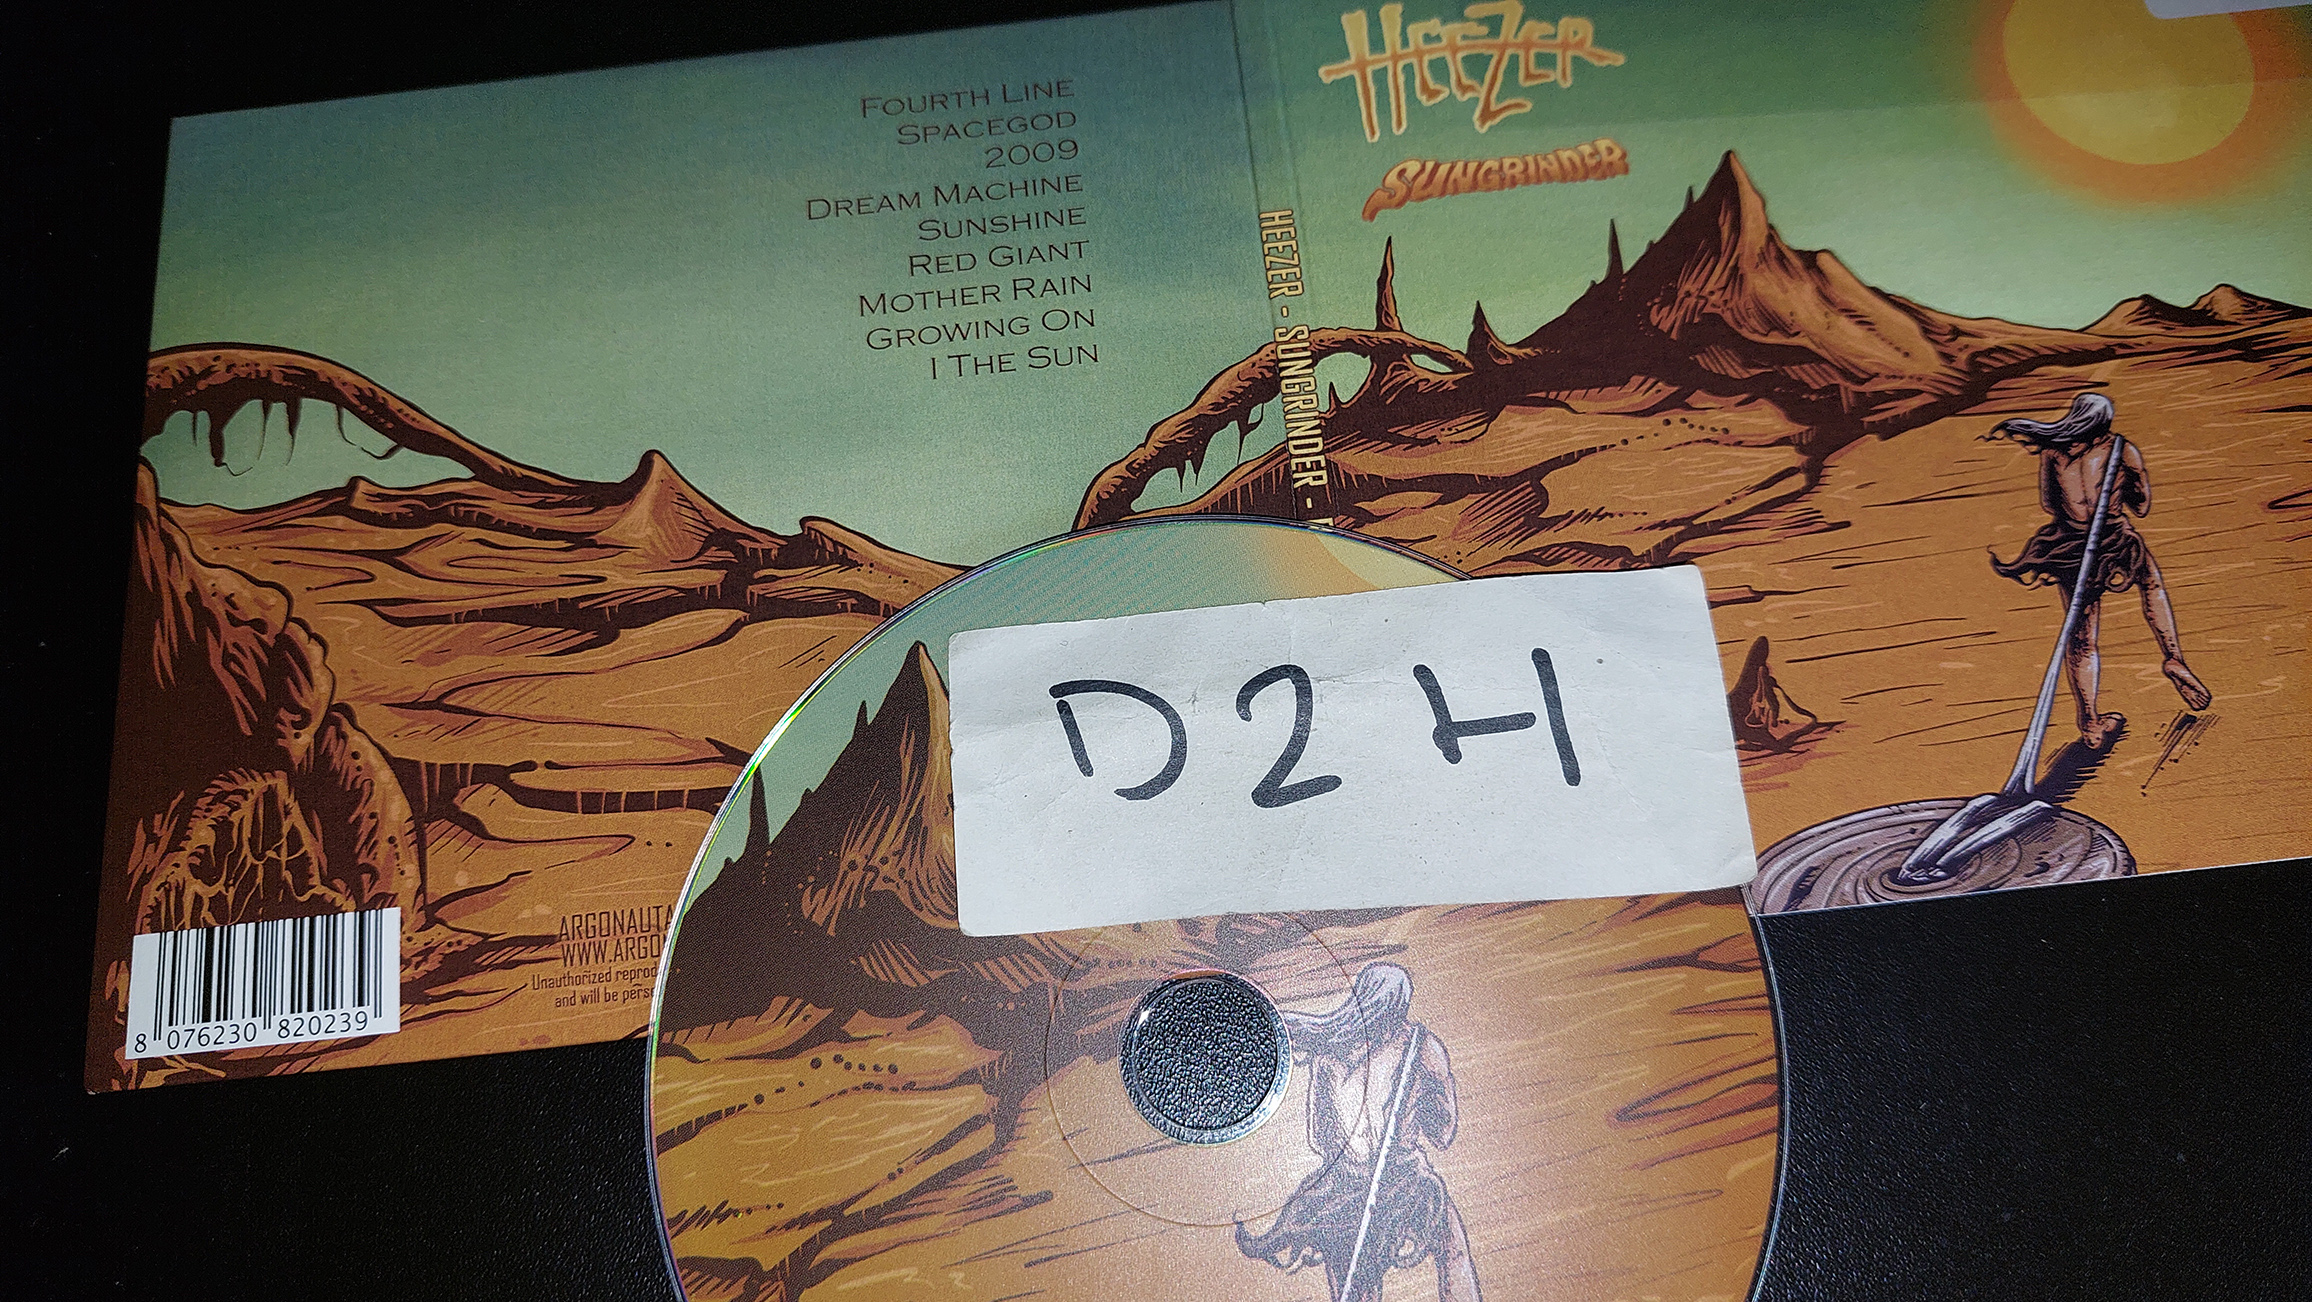 FOURTH LINE
SPACEGOD
2009
DREAM MACHINE
SUNSHINE
RED GIANT
MOTHER RAIN
GROWING ON
I THE SUN
HEEZER
SUNGRINDER
HEEZER - SUNGRINDER -
D2H
ARGONAUTA
WWW.ARGO
Unauthorized reprod
and will be pers
8 076230 820239